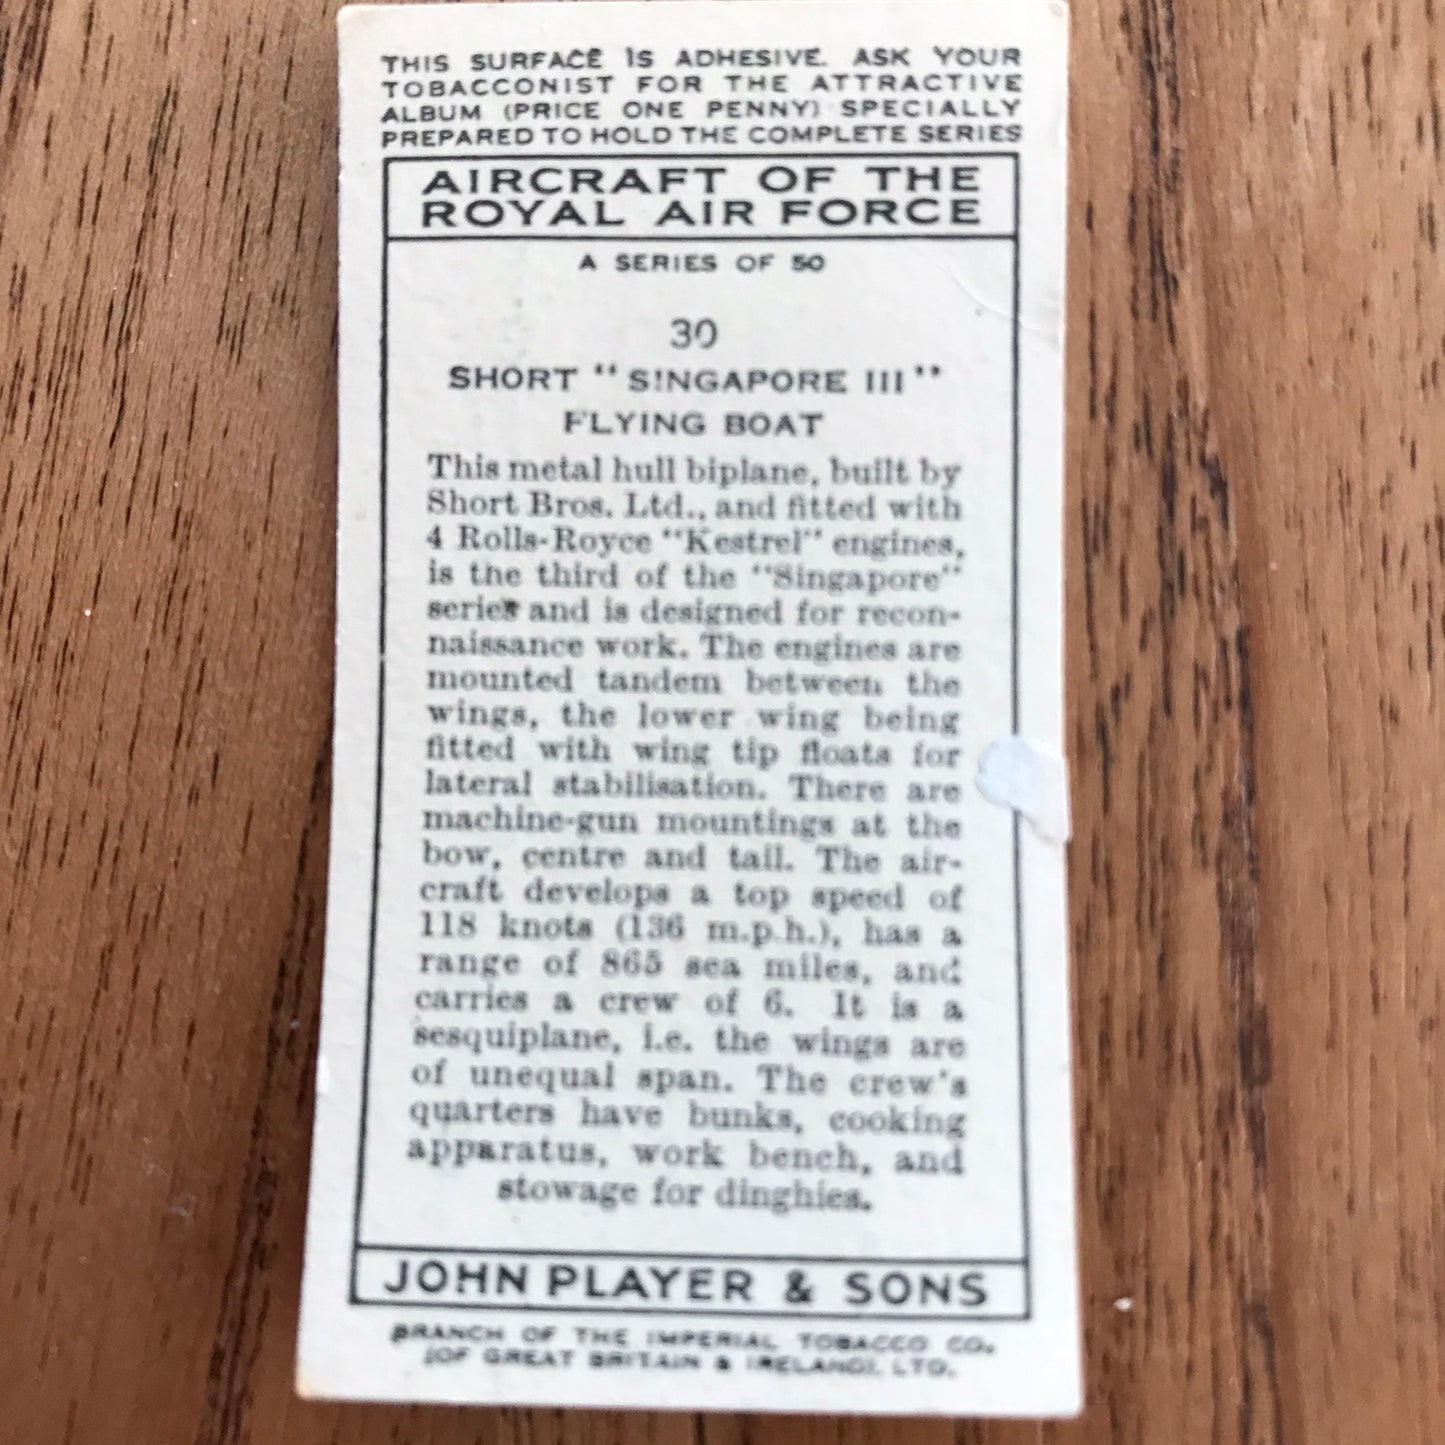 THIS SURFACE IS ADHESIVE. ASK YOUR
TOBACCONIST FOR THE ATTRACTIVE
ALBUM (PRICE ONE PENNY) SPECIALLY
PREPARED TO HOLD THE COMPLETE SERIES
AIRCRAFT OF THE
ROYAL AIR FORCE
A SERIES OF 50
30
SHORT "SINGAPORE III"
FLYING BOAT
This metal hull biplane, built by
Short Bros. Ltd., and fitted with
4 Rolls-Royce "Kestrel" engines,
is the third of the "Singapore"
series and is designed for recon-
naissance work. The engines are
mounted tandem between the
wings, the lower wing being
fitted with wing tip floats for
lateral stabilisation. There are
machine-gun mountings at the
bow, centre and tail. The air-
craft develops a top speed of
118 knots (136 m.p.h.), has a
range of 865 sea miles, and
carries a crew of 6. It is a
sesquiplane, i.e. the wings are
of unequal span. The crew's
quarters have bunks, cooking
apparatus, work bench, and
stowage for dinghies.
JOHN PLAYER & SONS
BRANCH OF THE IMPERIAL TOBACCO CO.
(OF GREAT BRITAIN & IRELAND), LTD.